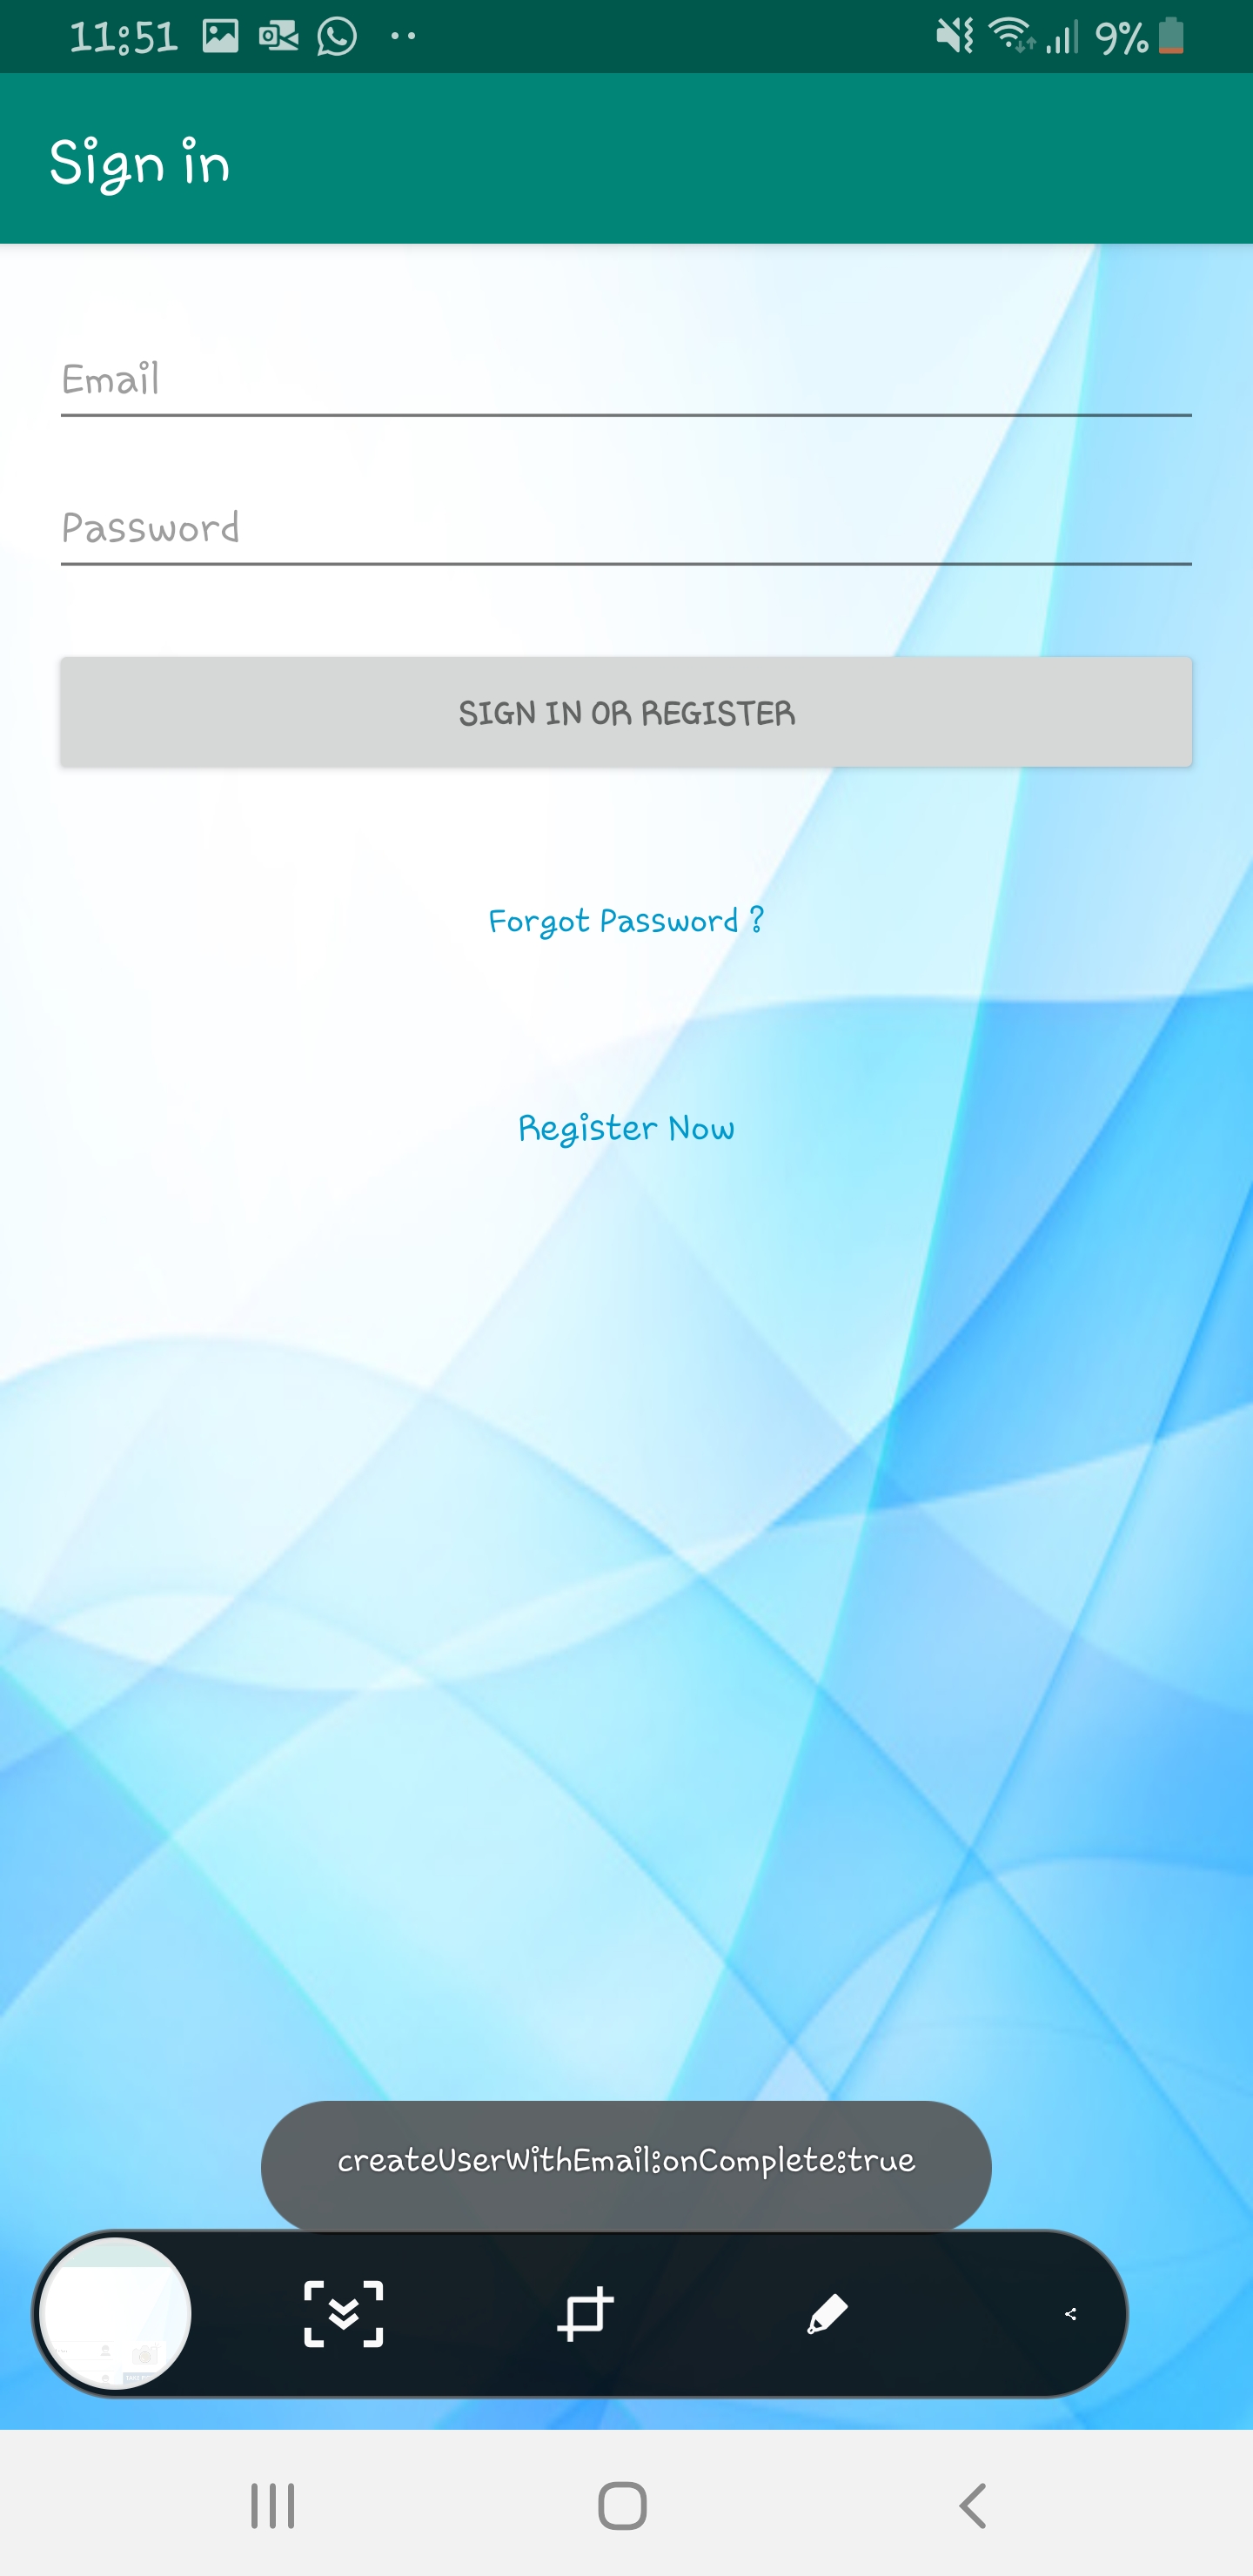 11:51 9%
Sign in
Email
Password
SIGN IN OR REGISTER
Forgot Password ?
Register Now
createUserWithEmail:onComplete:true